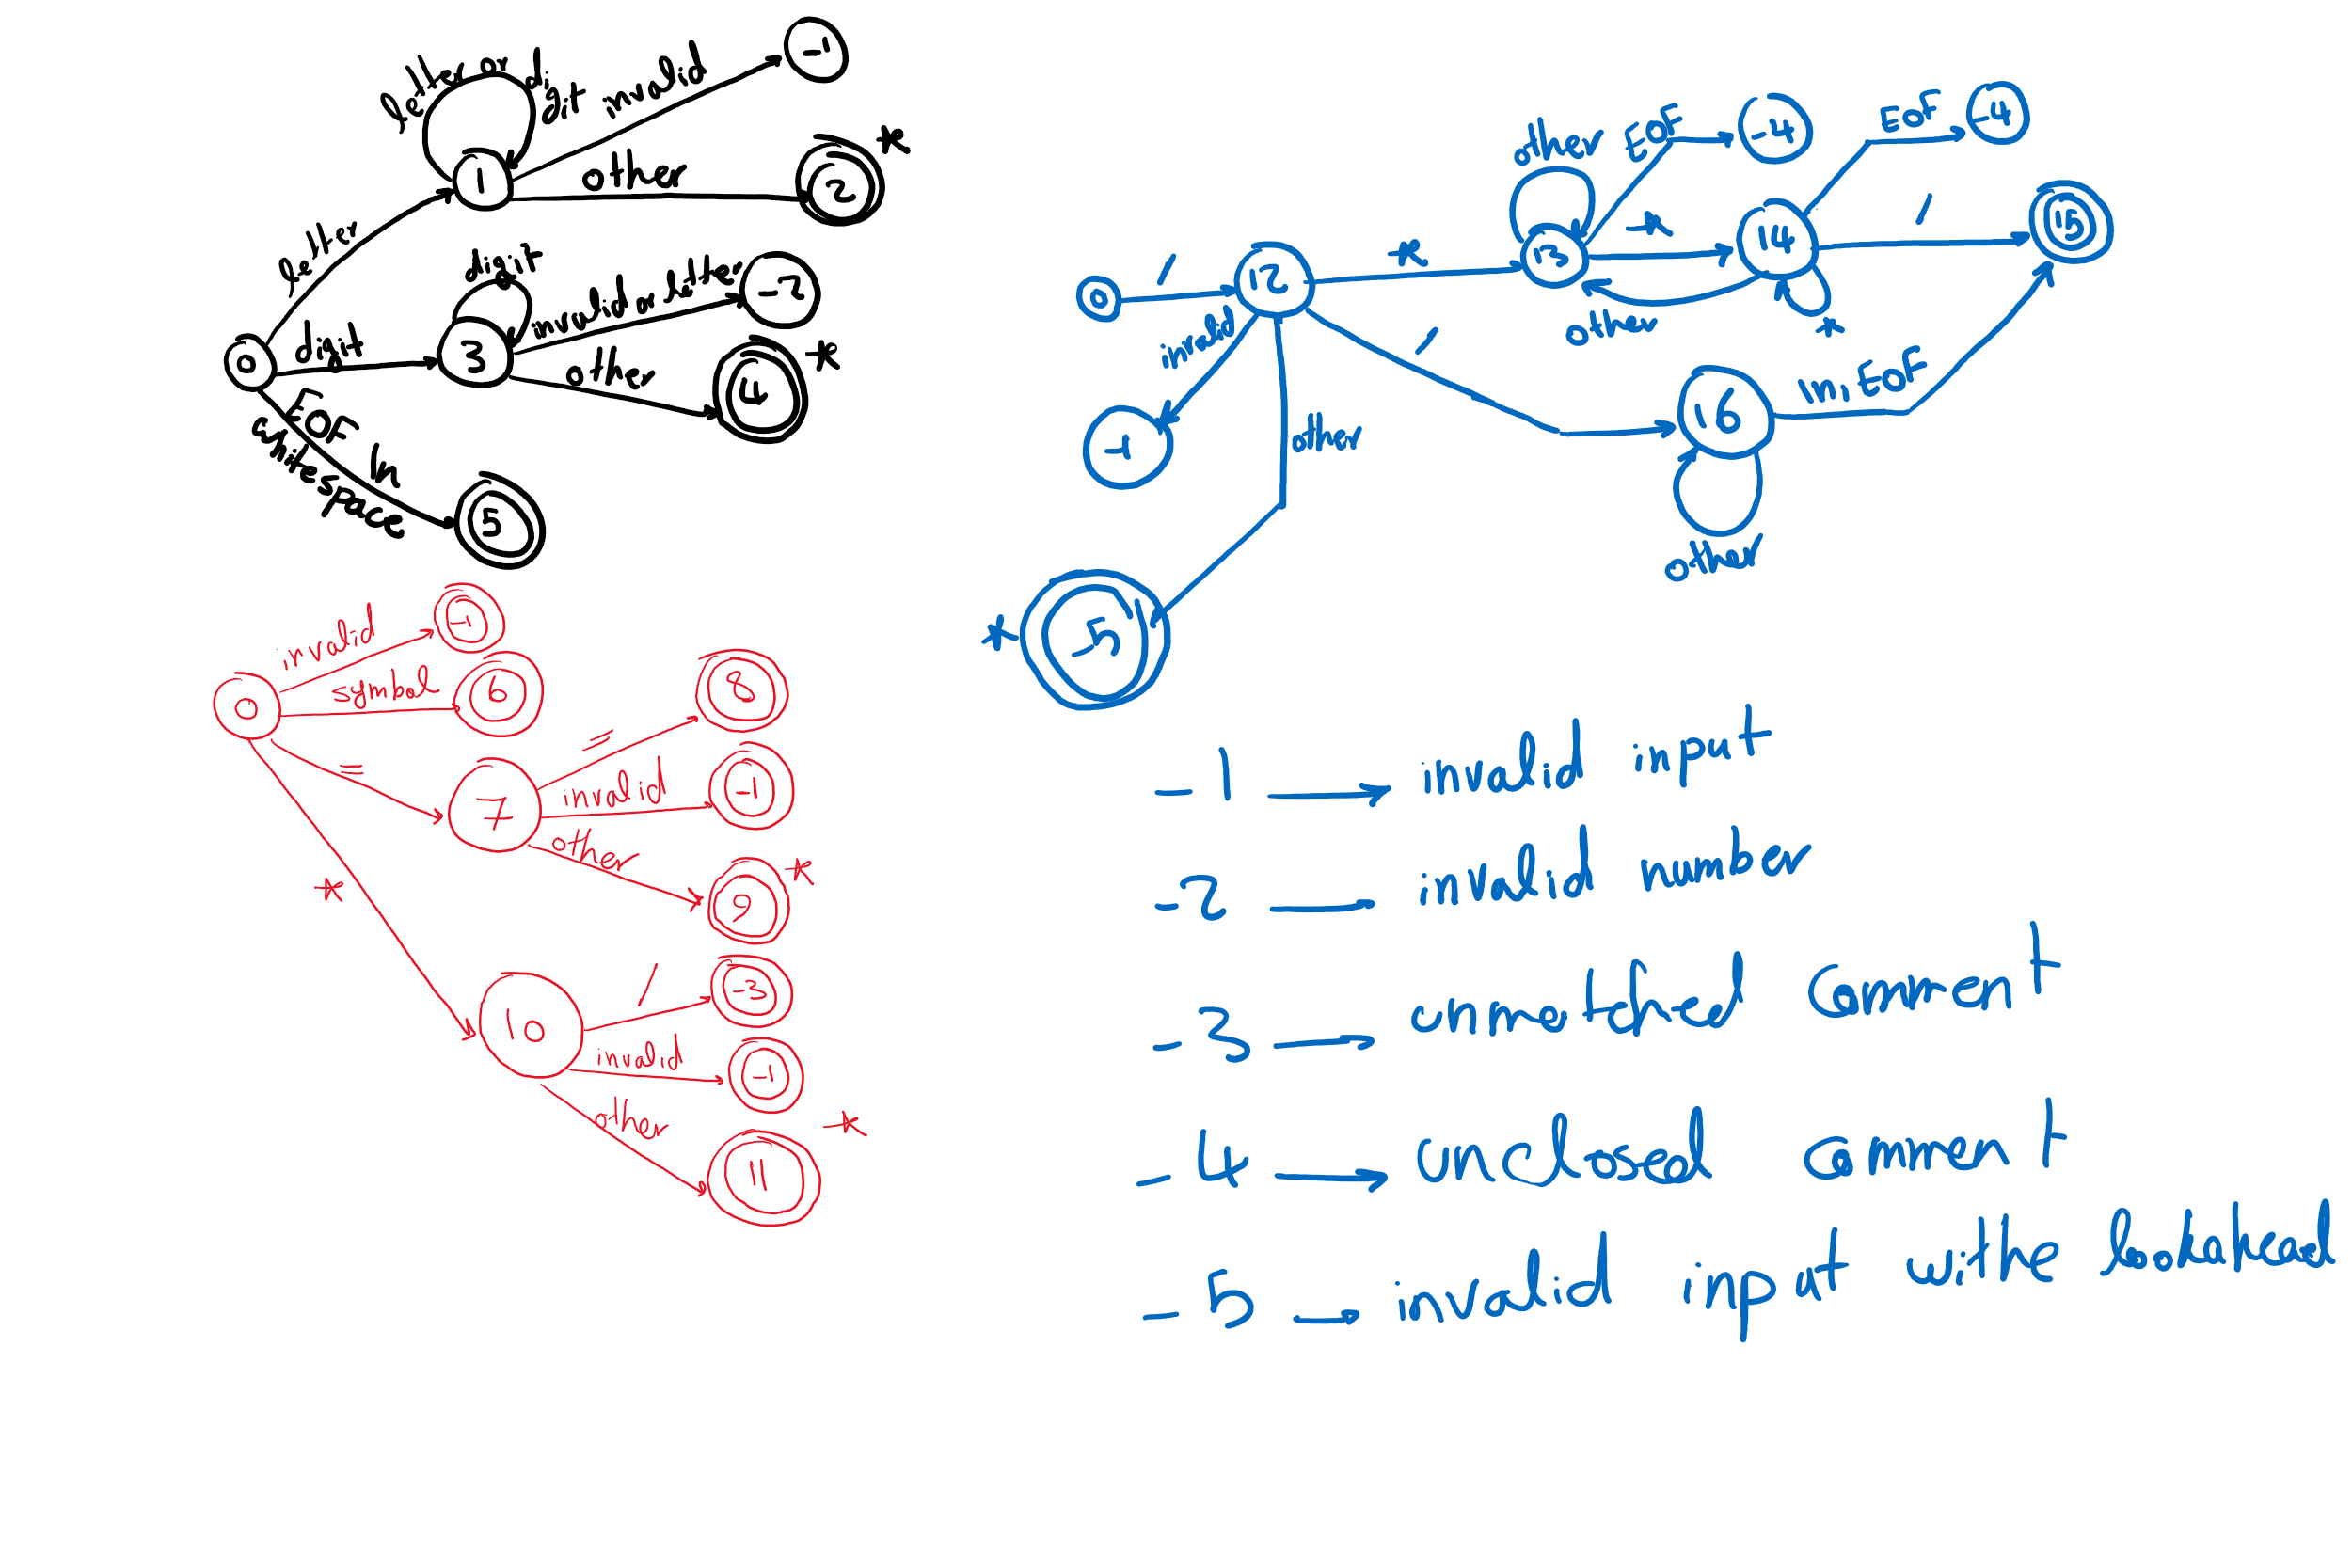 letter or digit
invalid
-1
1
other
2
*
letter
digit
invalid or letter
-2
0
digit
3
other
4
*
EOF \n
whitespace
5
invalid
-1
0
symbol
6
=
7
=
8
invalid
-1
other
9
*
*
10
/
-3
invalid
-1
other
11
*
0
/
12
*
other
13
EOF
-4
*
14
EOF
-4
/
15
other
*
invalid
-1
/
16
\n EOF
other
other
-5
*
-1 → invalid input
-2 → invalid number
-3 → unmatched comment
-4 → unclosed comment
-5 → invalid input withe lookahead